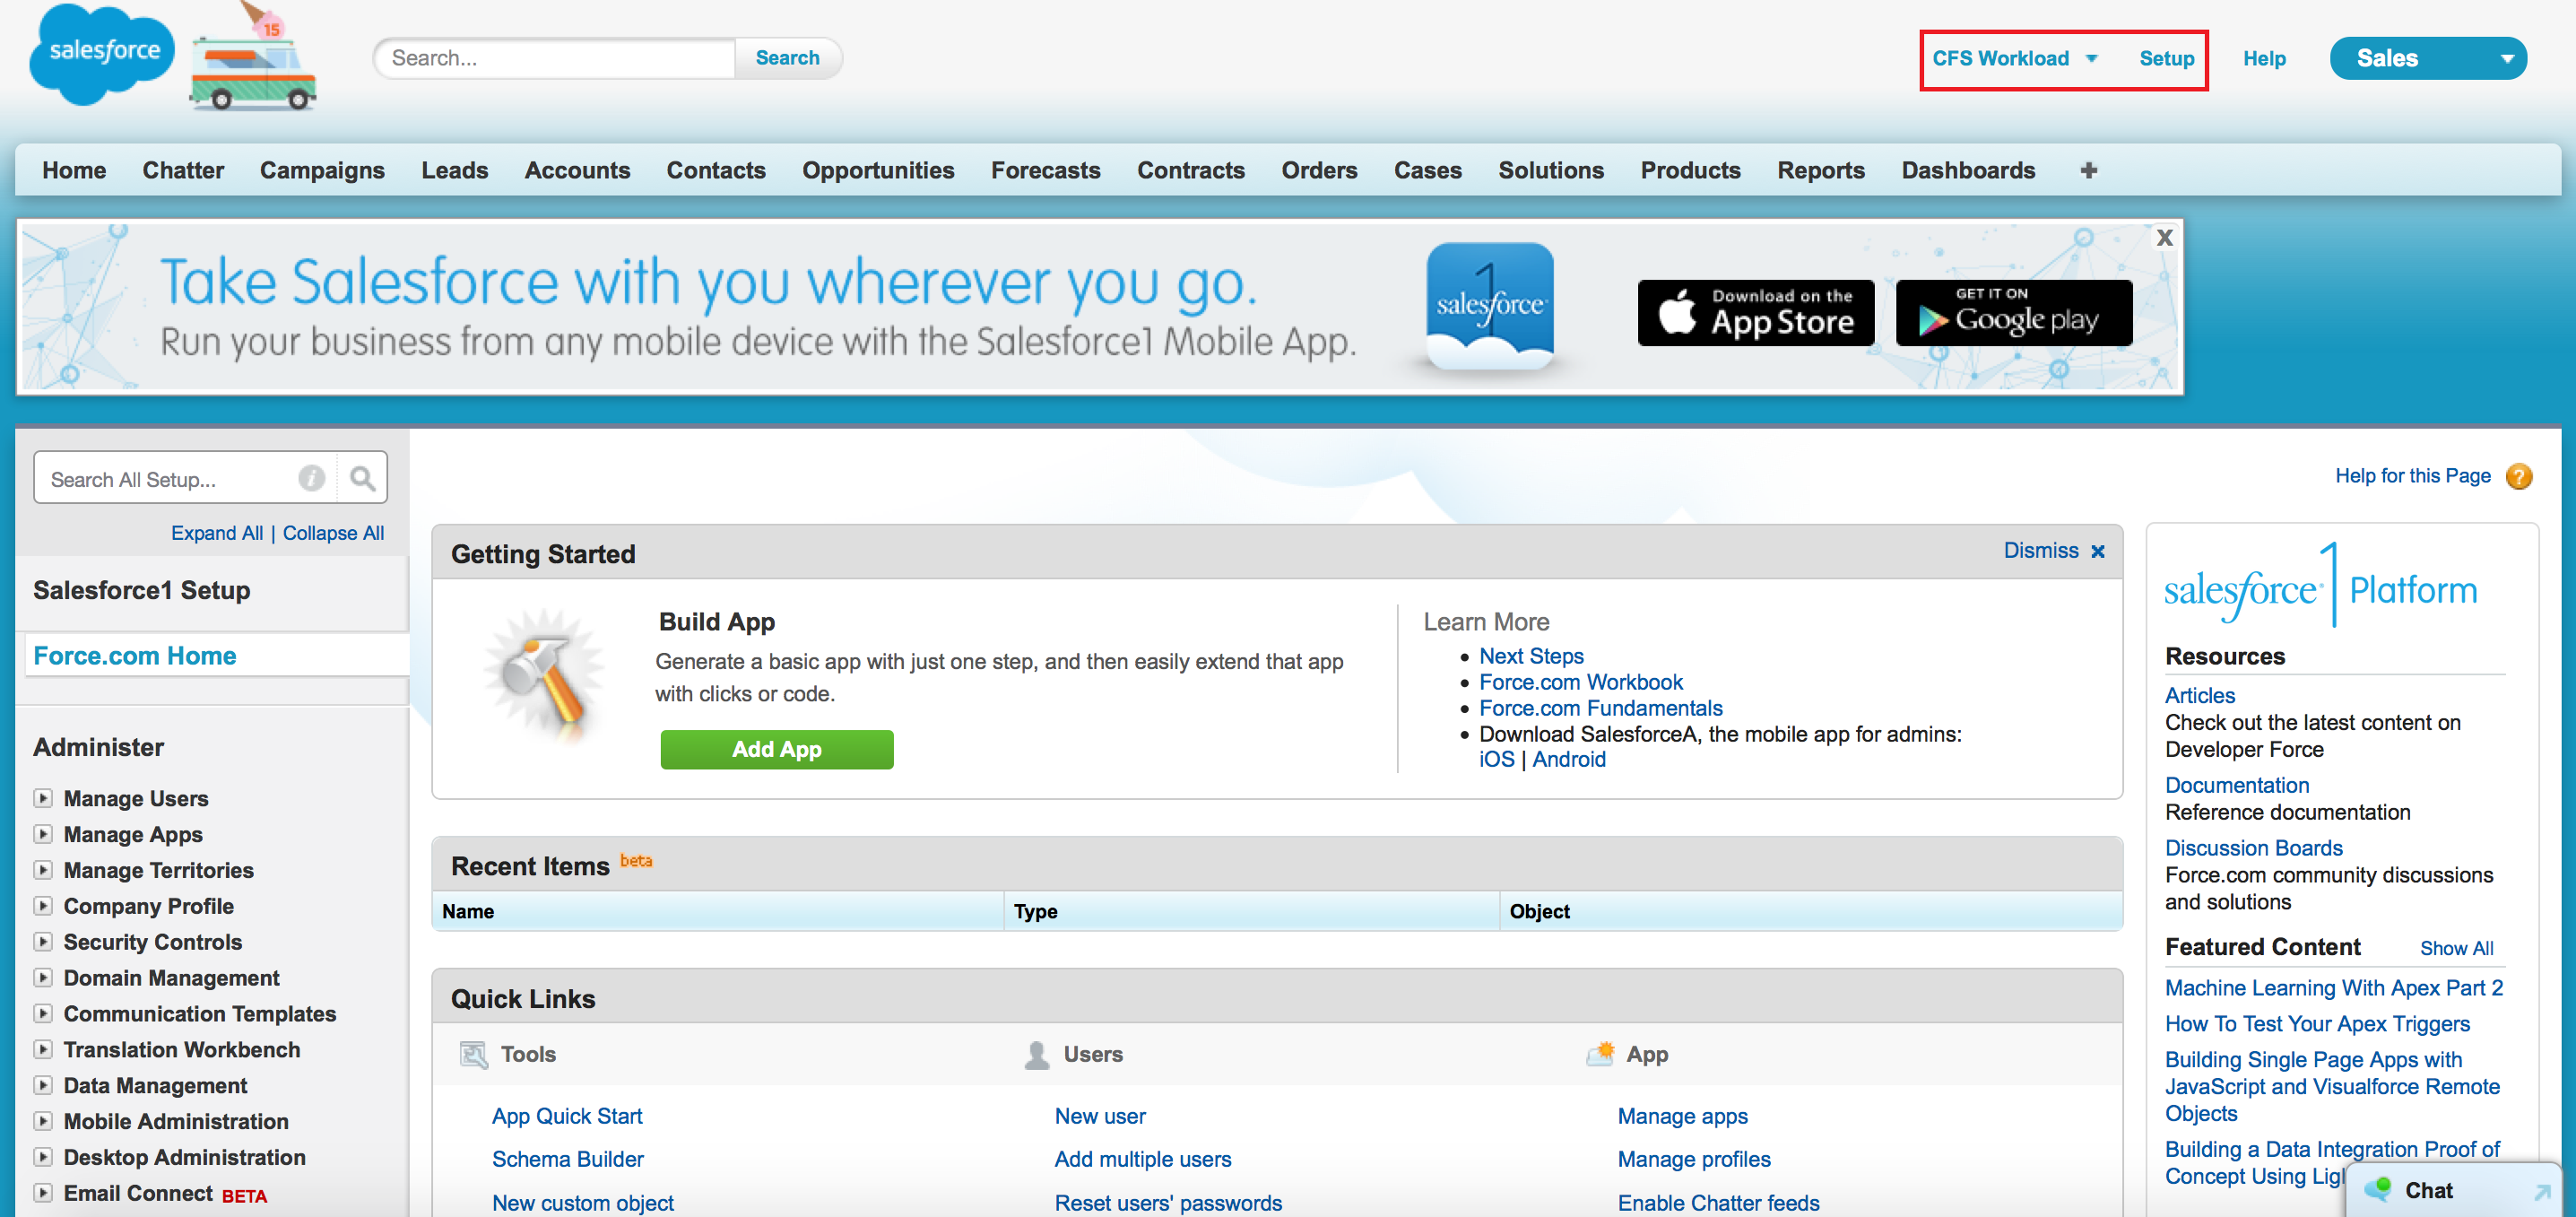 salesforce
15
Search...
Search
CFS Workload
Setup
Help
Sales
Home
Chatter
Campaigns
Leads
Accounts
Contacts
Opportunities
Forecasts
Contracts
Orders
Cases
Solutions
Products
Reports
Dashboards
+
Take Salesforce with you wherever you go.
Run your business from any mobile device with the Salesforce1 Mobile App.
1
salesforce
Download on the
App Store
GET IT ON
Google play
X
Search All Setup...
Expand All | Collapse All
Salesforce1 Setup
Force.com Home
Administer
Manage Users
Manage Apps
Manage Territories
Company Profile
Security Controls
Domain Management
Communication Templates
Translation Workbench
Data Management
Mobile Administration
Desktop Administration
Email Connect BETA
Help for this Page ?
Getting Started
Dismiss x
Build App
Generate a basic app with just one step, and then easily extend that app
with clicks or code.
Add App
Learn More
• Next Steps
• Force.com Workbook
• Force.com Fundamentals
• Download SalesforceA, the mobile app for admins:
iOS | Android
Recent Items beta
Name
Type
Object
Quick Links
Tools
App Quick Start
Schema Builder
New custom object
Users
New user
Add multiple users
Reset users' passwords
App
Manage apps
Manage profiles
Enable Chatter feeds
salesforce1 Platform
Resources
Articles
Check out the latest content on
Developer Force
Documentation
Reference documentation
Discussion Boards
Force.com community discussions
and solutions
Featured Content
Show All
Machine Learning With Apex Part 2
How To Test Your Apex Triggers
Building Single Page Apps with
JavaScript and Visualforce Remote
Objects
Building a Data Integration Proof of
Concept Using
Chat